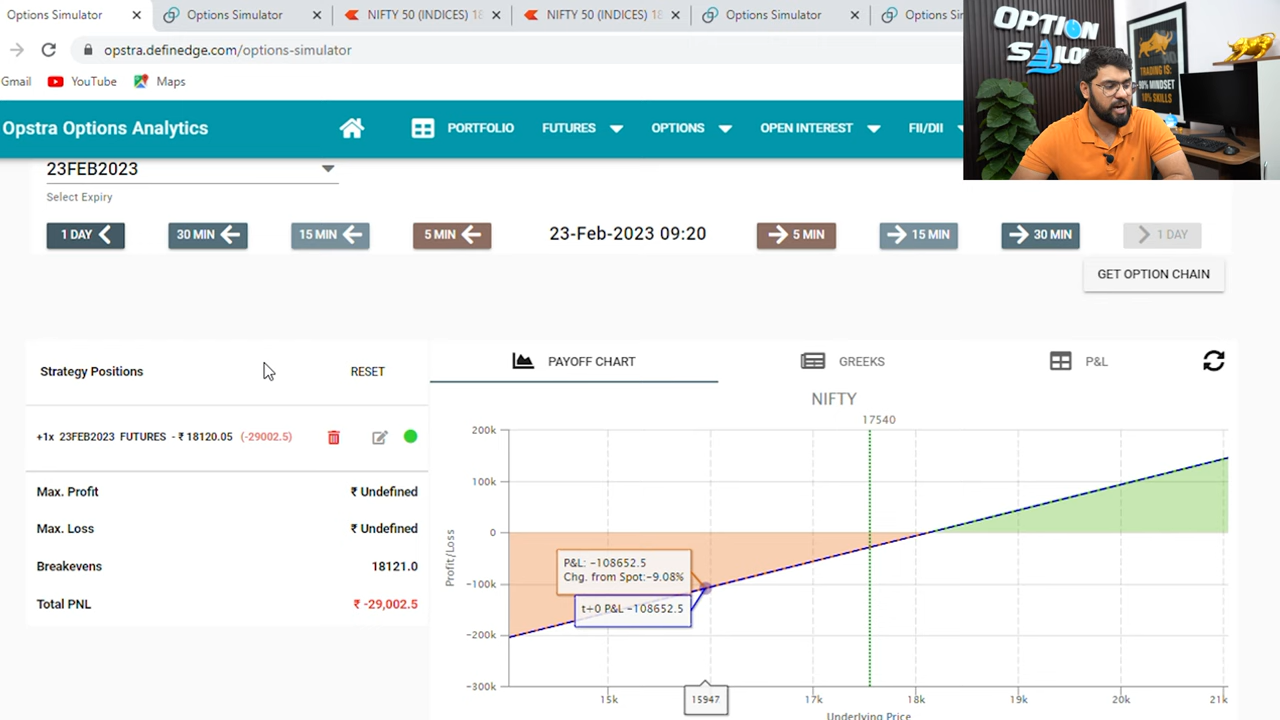 Options Simulator
Options Simulator
NIFTY 50 (INDICES) 18
NIFTY 50 (INDICES) 18
Options Simulator
Options Sim
opstra.definedge.com/options-simulator
Gmail
YouTube
Maps
OPTION
SAILOR
TRADING IS:
90% MINDSET
10% SKILLS
Opstra Options Analytics
PORTFOLIO
FUTURES
OPTIONS
OPEN INTEREST
FII/DII
23FEB2023
Select Expiry
1 DAY
30 MIN
15 MIN
5 MIN
23-Feb-2023 09:20
5 MIN
15 MIN
30 MIN
1 DAY
GET OPTION CHAIN
Strategy Positions
RESET
+1x 23FEB2023 FUTURES - ₹ 18120.05 (-29002.5)
Max. Profit
₹ Undefined
Max. Loss
₹ Undefined
Breakevens
18121.0
Total PNL
₹ -29,002.5
PAYOFF CHART
GREEKS
P&L
NIFTY
17540
200k
100k
0
-100k
-200k
-300k
Profit/Loss
P&L: -108652.5
Chg. from Spot:-9.08%
t+0 P&L -108652.5
15k
15947
17k
18k
19k
20k
21k
Underlying Price